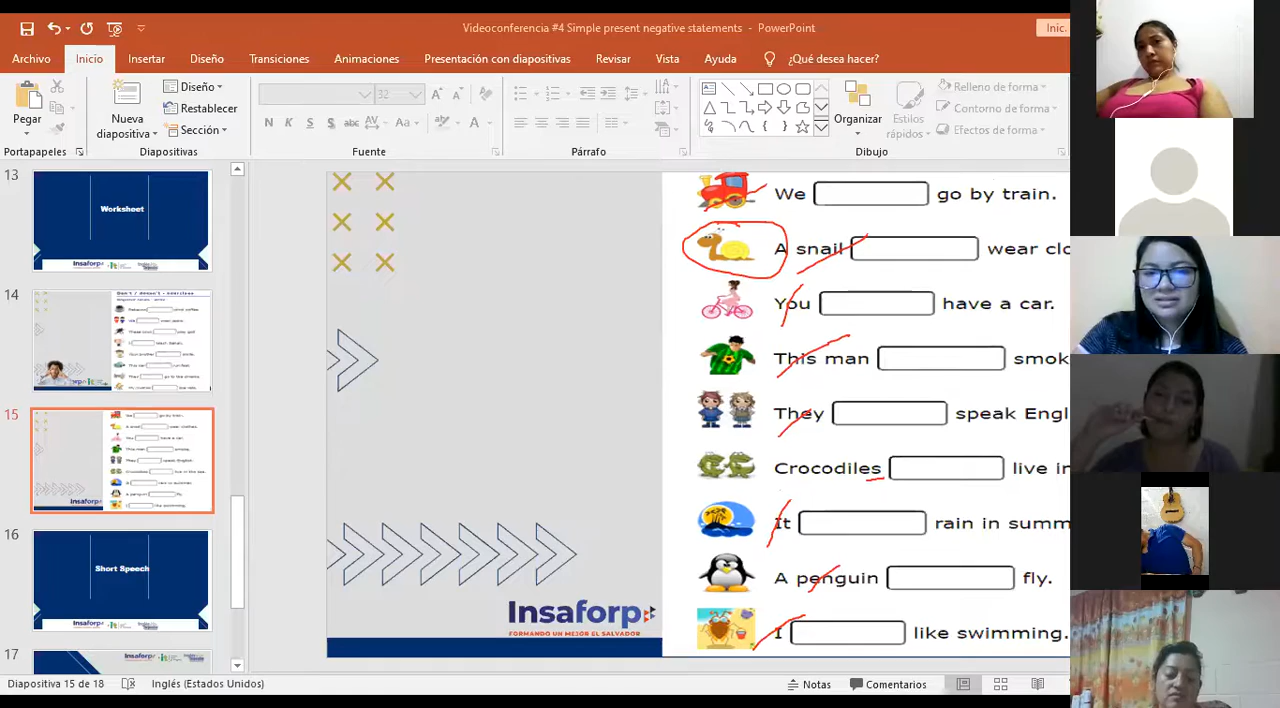 Videoconferencia #4 Simple present negative statements - PowerPoint
Inic.
Archivo Inicio Insertar Diseño Transiciones Animaciones Presentación con diapositivas Revisar Vista Ayuda ¿Qué desea hacer?
Pegar
Nueva diapositiva
Diseño
Restablecer
Sección
32
N K S S abc AV Aa A
Organizar
Estilos rápidos
Relleno de forma
Contorno de forma
Efectos de forma
Portapapeles Diapositivas Fuente Párrafo Dibujo
13
Worksheet
14
15
16
Short Speech
17
We go by train.
A snail wear clo
You have a car.
This man smok
They speak Engl
Crocodiles live in
It rain in summ
A penguin fly.
I like swimming.
Insaforp
FORMANDO UN MEJOR EL SALVADOR
Diapositiva 15 de 18 Inglés (Estados Unidos) Notas Comentarios